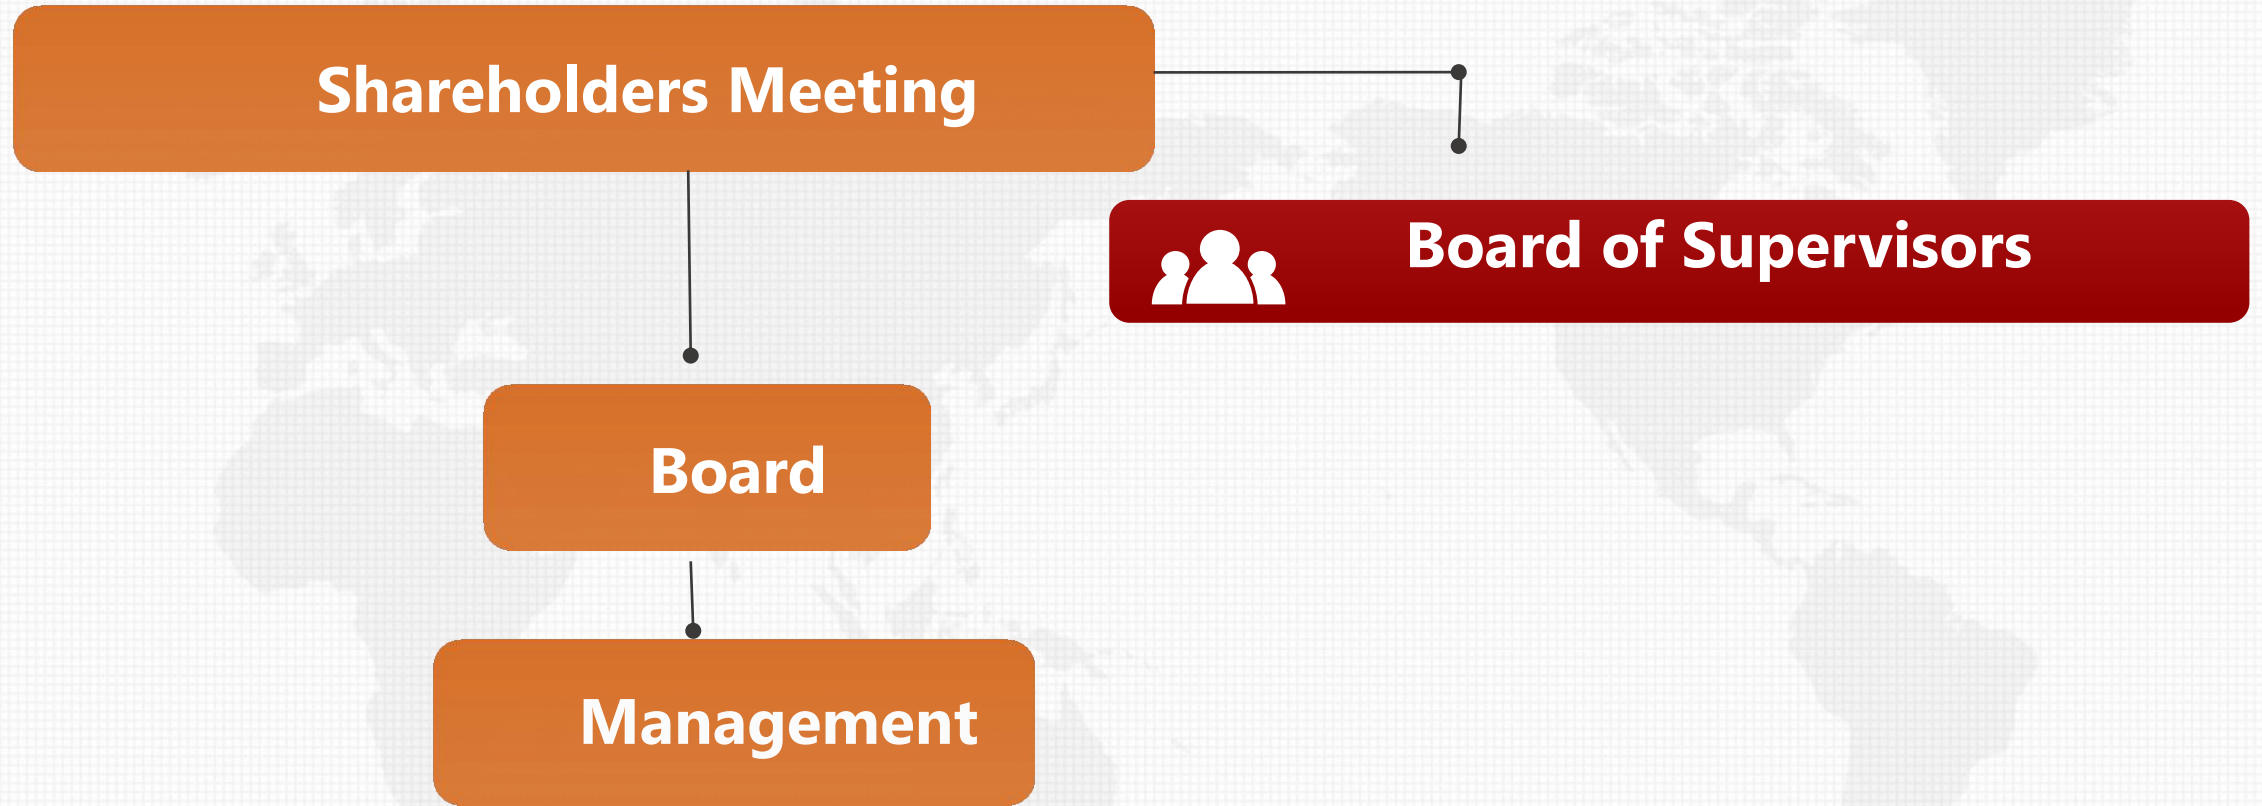 Shareholders Meeting
Board of Supervisors
Board
Management